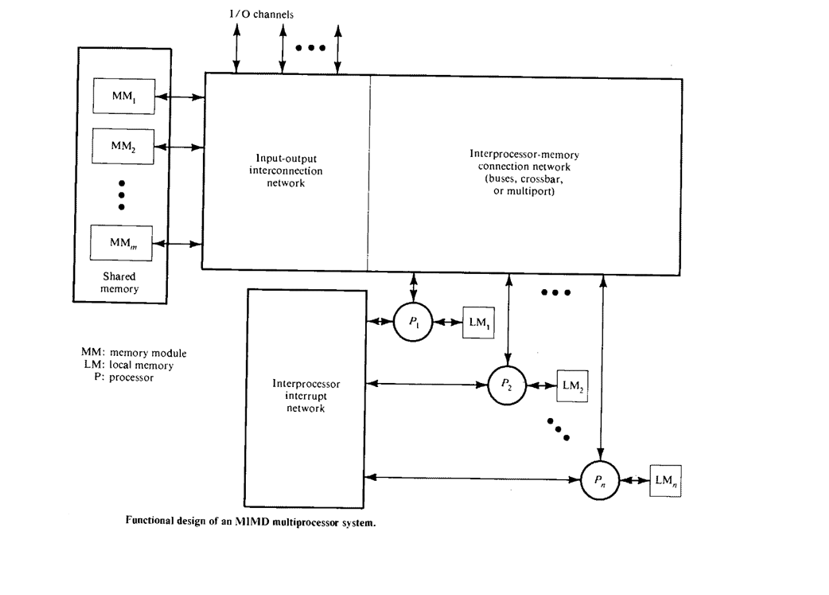 I/O channels
MM1
MM2
MMm
Shared
memory
Input-output
interconnection
network
Interprocessor-memory
connection network
(buses, crossbar,
or multiport)
P1
LM1
P2
LM2
Pn
LMn
Interprocessor
interrupt
network
MM: memory module
LM: local memory
P: processor
Functional design of an MIMD multiprocessor system.